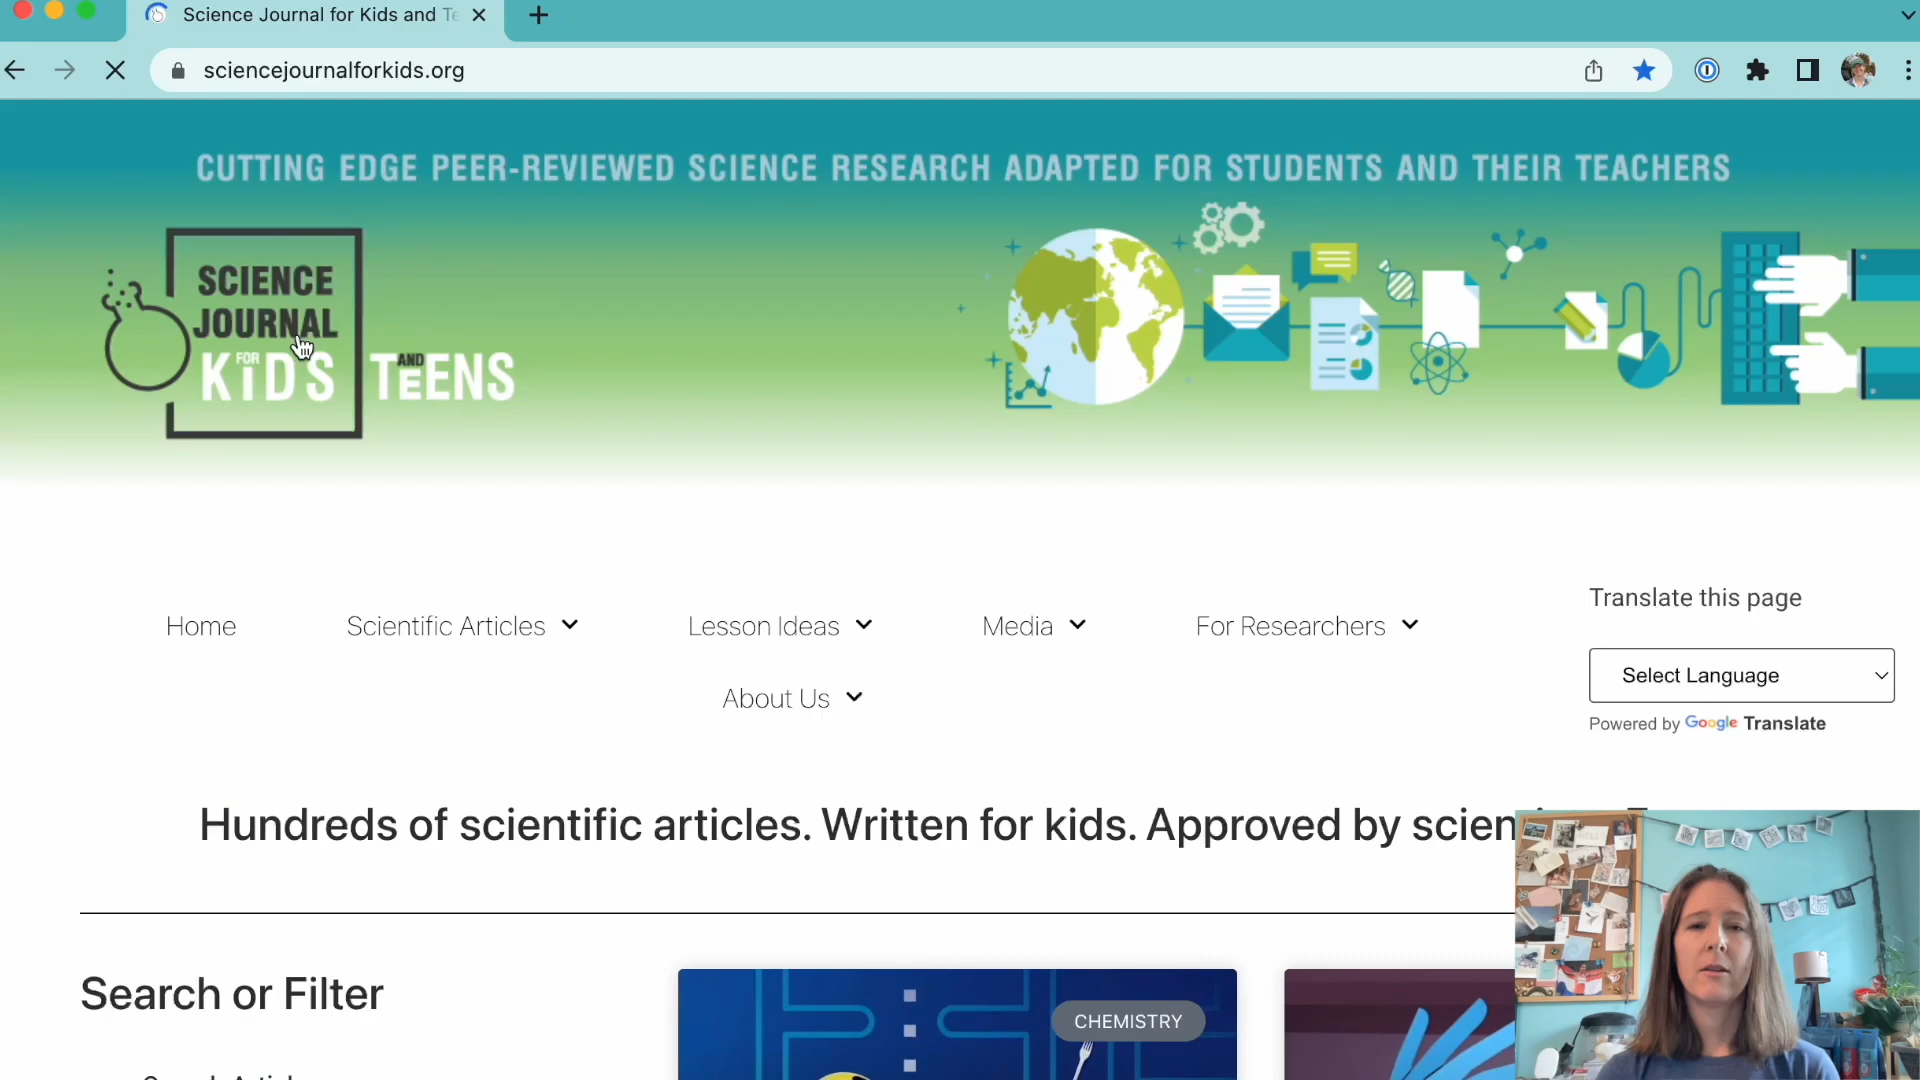 Science Journal for Kids and Te
sciencejournalforkids.org
CUTTING EDGE PEER-REVIEWED SCIENCE RESEARCH ADAPTED FOR STUDENTS AND THEIR TEACHERS
SCIENCE
JOURNAL
FOR
KIDS AND TEENS
Home Scientific Articles Lesson Ideas Media For Researchers
About Us
Translate this page
Select Language
Powered by Google Translate
Hundreds of scientific articles. Written for kids. Approved by scien
Search or Filter
CHEMISTRY